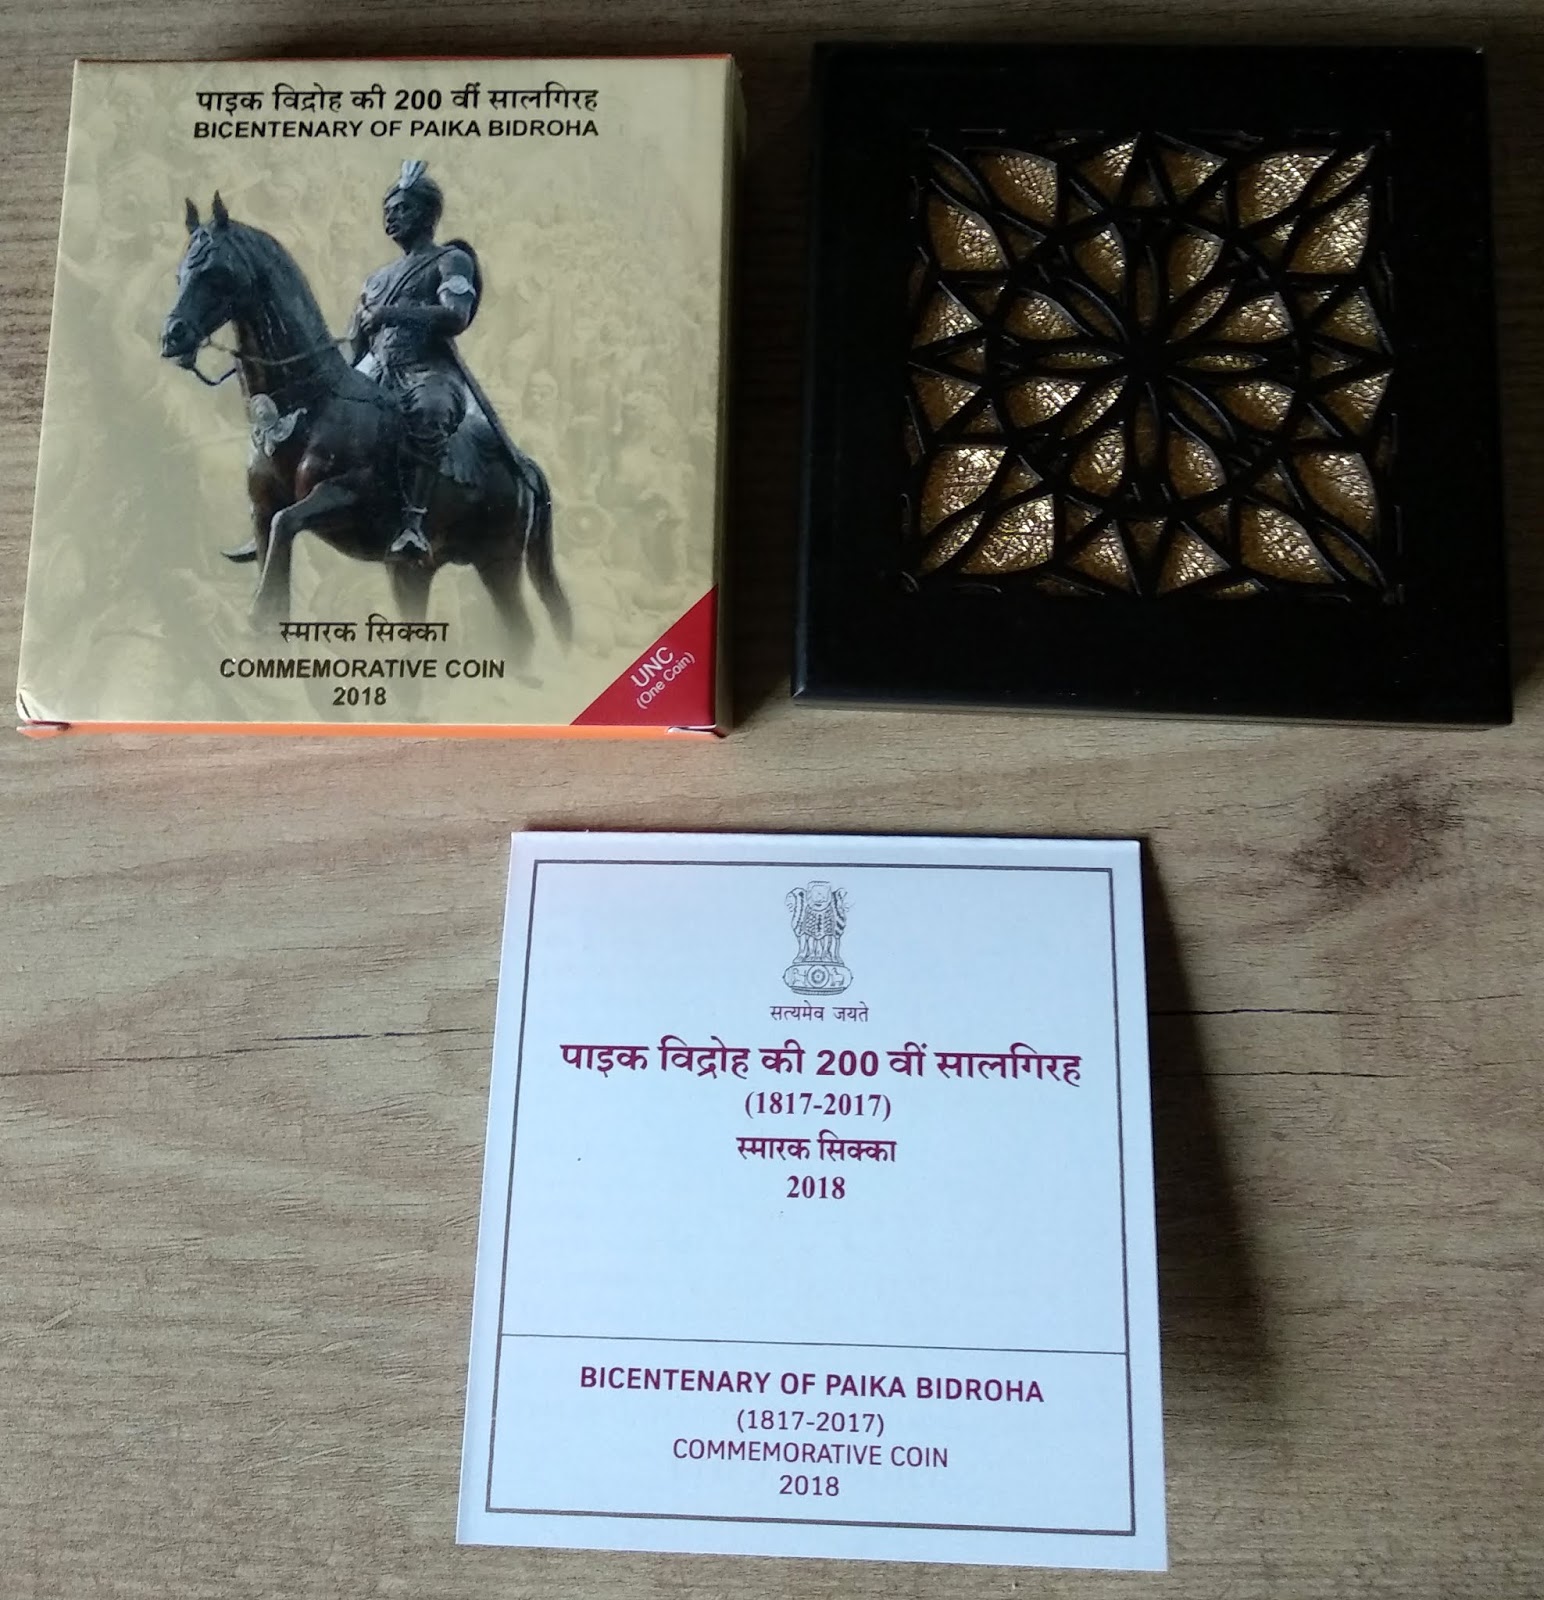 पाइक विद्रोह की 200 वीं सालगिरह
BICENTENARY OF PAIKA BIDROHA
स्मारक सिक्का
COMMEMORATIVE COIN
2018
UNC
(One Coin)
सत्यमेव जयते
पाइक विद्रोह की 200 वीं सालगिरह
(1817-2017)
स्मारक सिक्का
2018
BICENTENARY OF PAIKA BIDROHA
(1817-2017)
COMMEMORATIVE COIN
2018